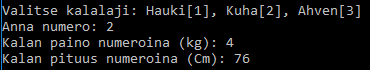 Valitse kalalaji: Hauki[1], Kuha[2], Ahven[3]
Anna numero: 2
Kalan paino numeroina (kg): 4
Kalan pituus numeroina (Cm): 76